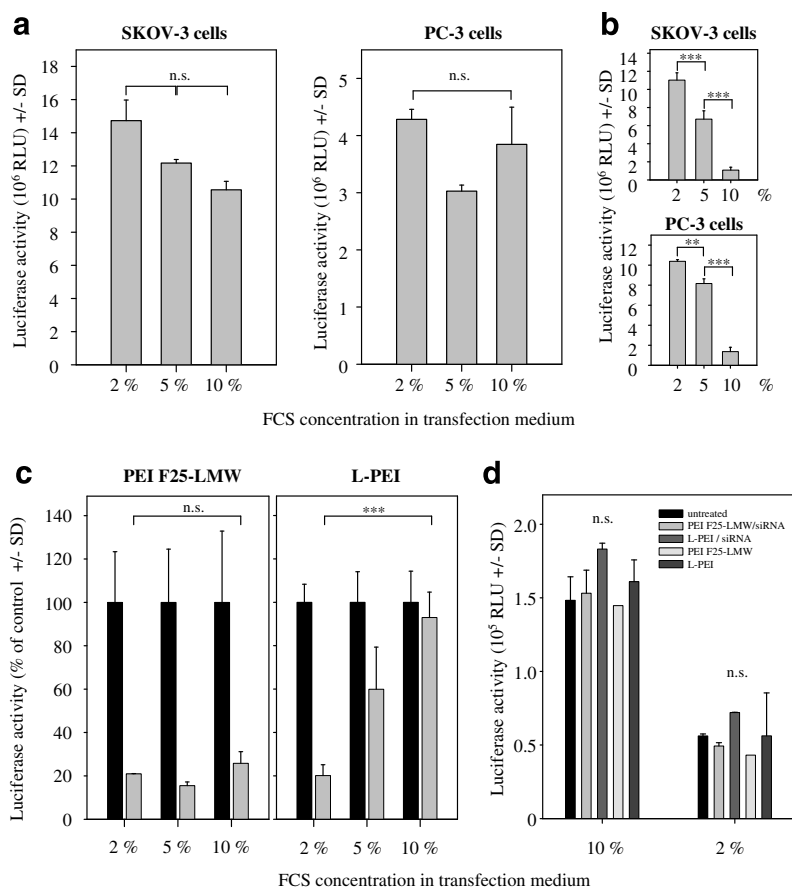 a
SKOV-3 cells
Luciferase activity (10⁶ RLU) +/- SD
18
16
14
12
10
8
6
4
2
0
n.s.
2 %
5 %
10 %
PC-3 cells
Luciferase activity (10⁶ RLU) +/- SD
5
4
3
2
1
0
n.s.
2 %
5 %
10 %
FCS concentration in transfection medium
b
SKOV-3 cells
Luciferase activity (10⁶ RLU) +/- SD
14
12
10
8
6
4
2
0
***
***
2
5
10
%
PC-3 cells
12
10
8
6
4
2
0
**
***
2
5
10
%
c
PEI F25-LMW
L-PEI
Luciferase activity (% of control +/- SD)
140
120
100
80
60
40
20
0
n.s.
***
2 %
5 %
10 %
2 %
5 %
10 %
FCS concentration in transfection medium
d
Luciferase activity (10⁵ RLU +/- SD)
2.0
1.5
1.0
0.5
0
untreated
PEI F25-LMW/siRNA
L-PEI / siRNA
PEI F25-LMW
L-PEI
n.s.
n.s.
10 %
2 %